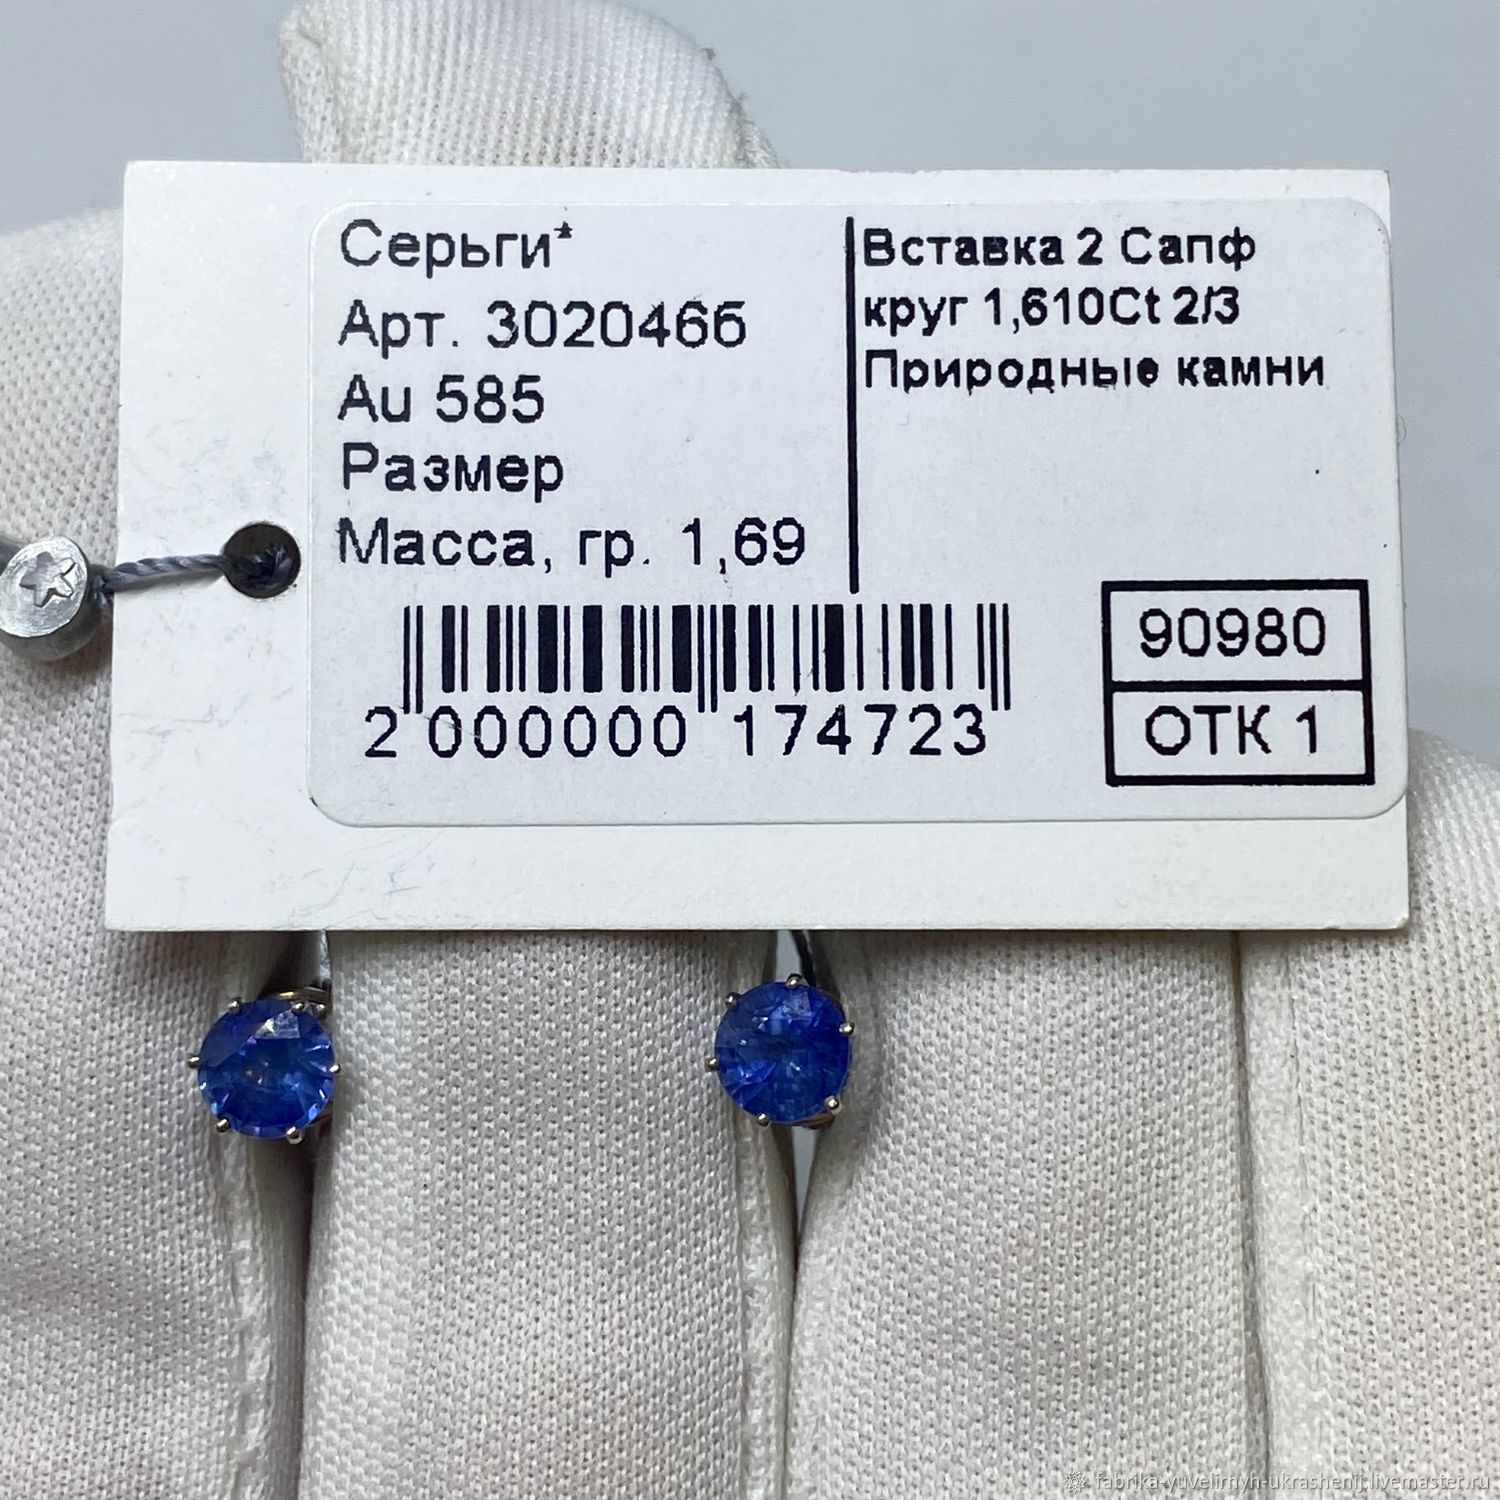 Серьги*
Арт. 3020466
Au 585
Размер
Масса, гр. 1,69
Вставка 2 Сапф
круг 1,610Ct 2/3
Природные камни
2 000000 174723
90980
ОТК 1
fabrika-yuvelirnyh-ukrashenij.livemaster.ru